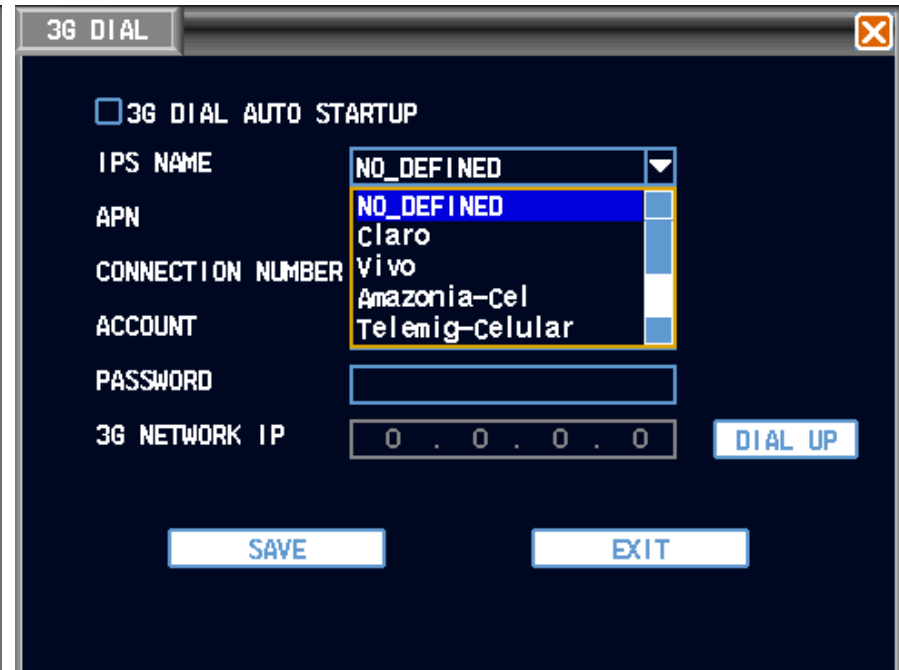 3G DIAL
3G DIAL AUTO STARTUP
IPS NAME
NO_DEFINED
NO_DEFINED
APN
Claro
CONNECTION NUMBER
Vivo
Amazonia-Cel
ACCOUNT
Telemig-Celular
PASSWORD
3G NETWORK IP
0 . 0 . 0 . 0
DIAL UP
SAVE
EXIT